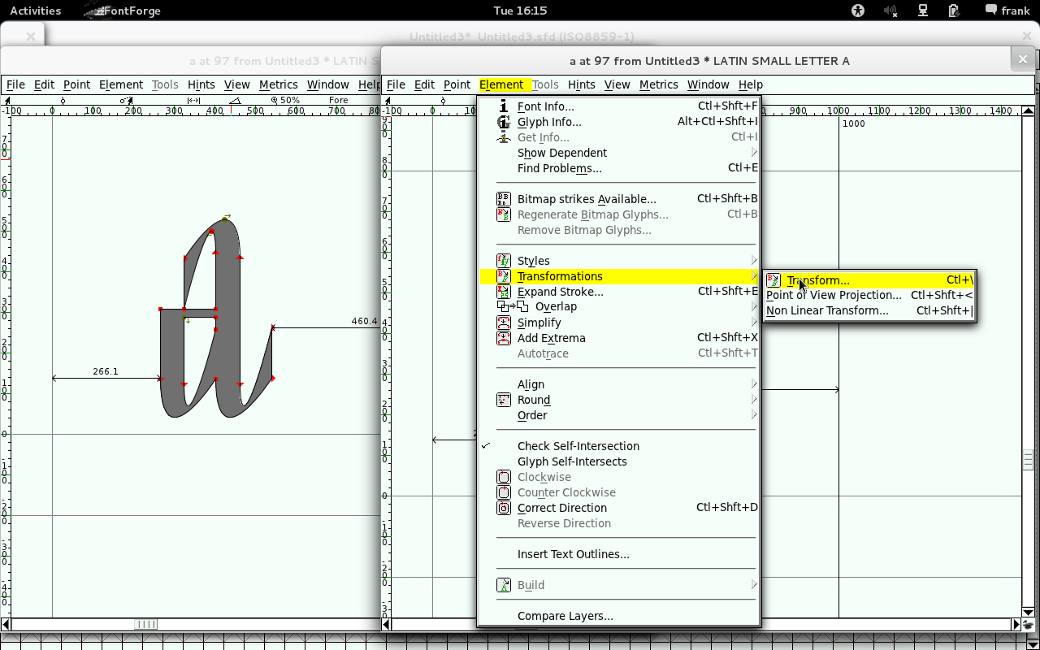 Activities FontForge Tue 16:15 frank
Untitled3* Untitled3.sfd (ISO8859-1)
a at 97 from Untitled3 * LATIN S
a at 97 from Untitled3 * LATIN SMALL LETTER A
File Edit Point Element Tools Hints View Metrics Window Help
File Edit Point Element Tools Hints View Metrics Window Help
50% Fore
-100 0 100 200 300 400 500 600 700 80
-100 900 1000 1100 1200 1300 1400
1000
266.1
460.4
Font Info... Ctl+Shft+F
Glyph Info... Alt+Ctl+Shft+I
Get Info... Ctl+I
Show Dependent
Find Problems... Ctl+E
Bitmap strikes Available... Ctl+Shft+B
Regenerate Bitmap Glyphs... Ctl+B
Remove Bitmap Glyphs...
Styles
Transformations
Expand Stroke... Ctl+Shft+E
Overlap
Simplify
Add Extrema Ctl+Shft+X
Autotrace Ctl+Shft+T
Align
Round
Order
Check Self-Intersection
Glyph Self-Intersects
Clockwise
Counter Clockwise
Correct Direction Ctl+Shft+D
Reverse Direction
Insert Text Outlines...
Build
Compare Layers...
Transform... Ctl+\
Point of View Projection... Ctl+Shft+<
Non Linear Transform... Ctl+Shft+|